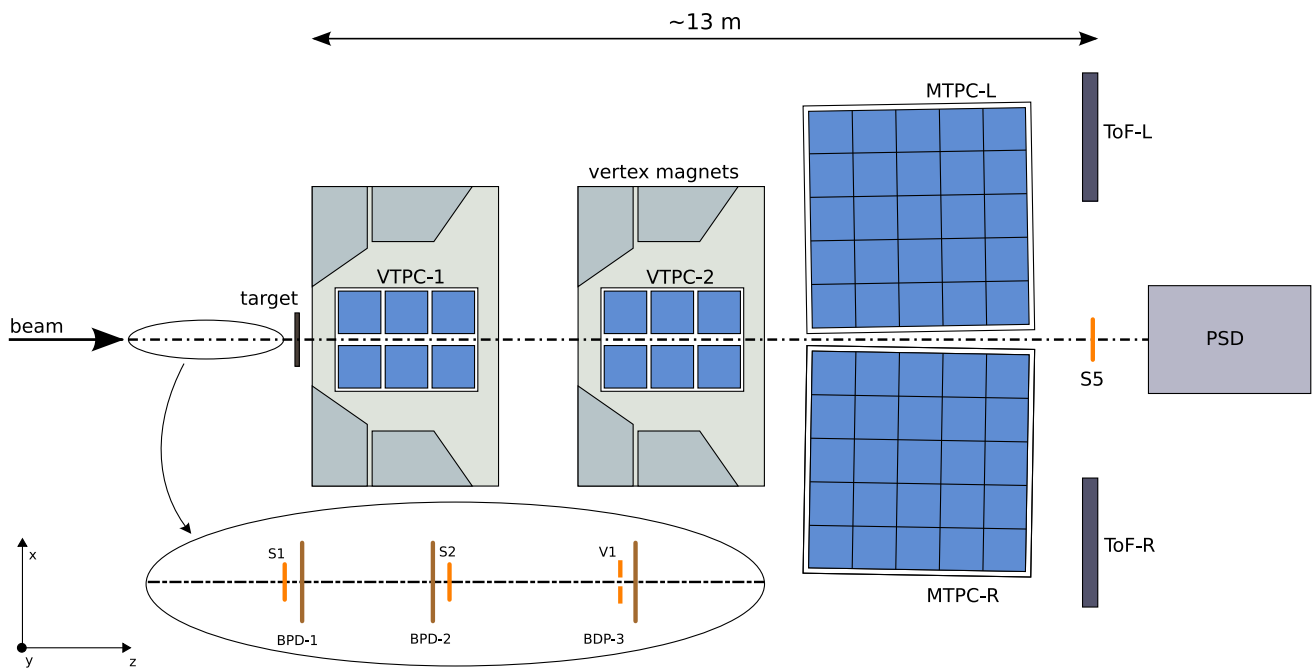 ~13 m
MTPC-L
ToF-L
vertex magnets
VTPC-1
VTPC-2
target
beam
PSD
S5
S1
S2
V1
ToF-R
x
BPD-1
BPD-2
BDP-3
MTPC-R
y
z